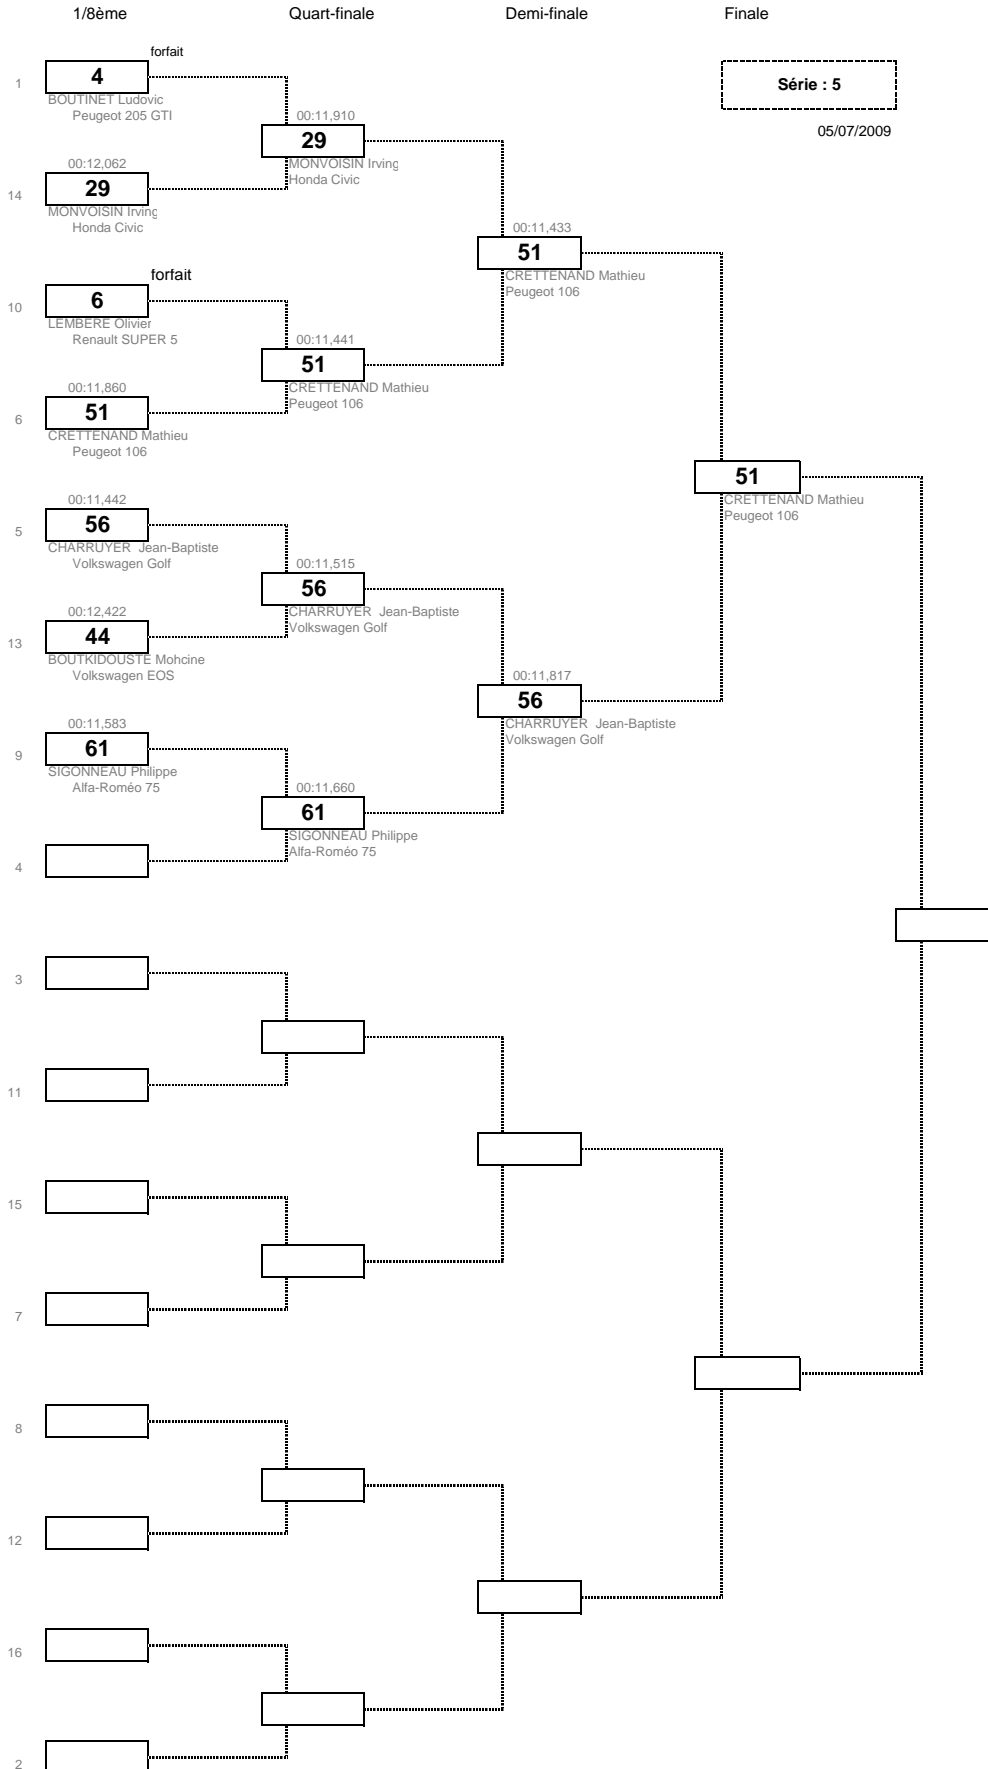 1/8ème Quart-finale Demi-finale Finale
forfait
1 4
BOUTINET Ludovic
Peugeot 205 GTI
Série : 5
05/07/2009
00:11,910
29
MONVOISIN Irving
Honda Civic
00:12,062
14 29
MONVOISIN Irving
Honda Civic
00:11,433
51
CRETTENAND Mathieu
Peugeot 106
forfait
10 6
LEMBERE Olivier
Renault SUPER 5
00:11,441
51
CRETTENAND Mathieu
Peugeot 106
00:11,860
6 51
CRETTENAND Mathieu
Peugeot 106
51
CRETTENAND Mathieu
Peugeot 106
00:11,442
5 56
CHARRUYER Jean-Baptiste
Volkswagen Golf
00:11,515
56
CHARRUYER Jean-Baptiste
Volkswagen Golf
00:12,422
13 44
BOUTKIDOUSTE Mohcine
Volkswagen EOS
00:11,817
56
CHARRUYER Jean-Baptiste
Volkswagen Golf
00:11,583
9 61
SIGONNEAU Philippe
Alfa-Roméo 75
00:11,660
61
SIGONNEAU Philippe
Alfa-Roméo 75
4
3
11
15
7
8
12
16
2